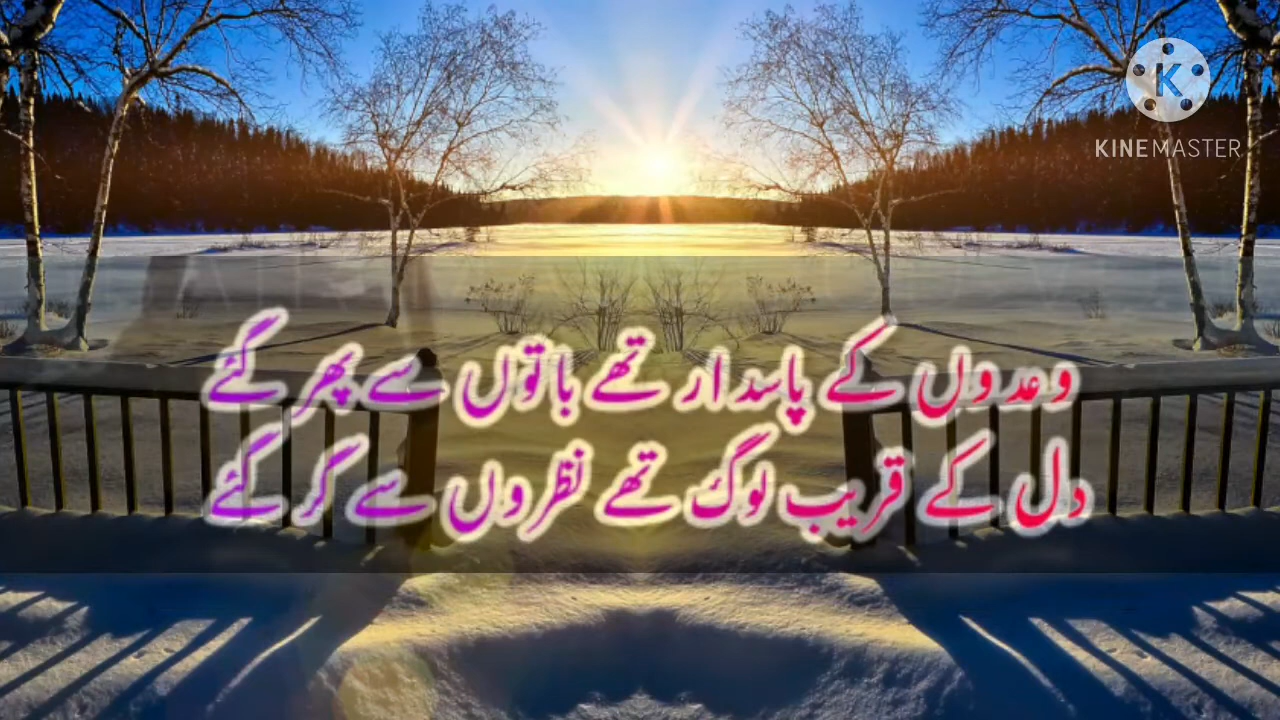 KINEMASTER
وعدوں کے پاسدار تھے باتوں سے پھر گئے
دل کے قریب لوگ تھے نظروں سے گر گئے